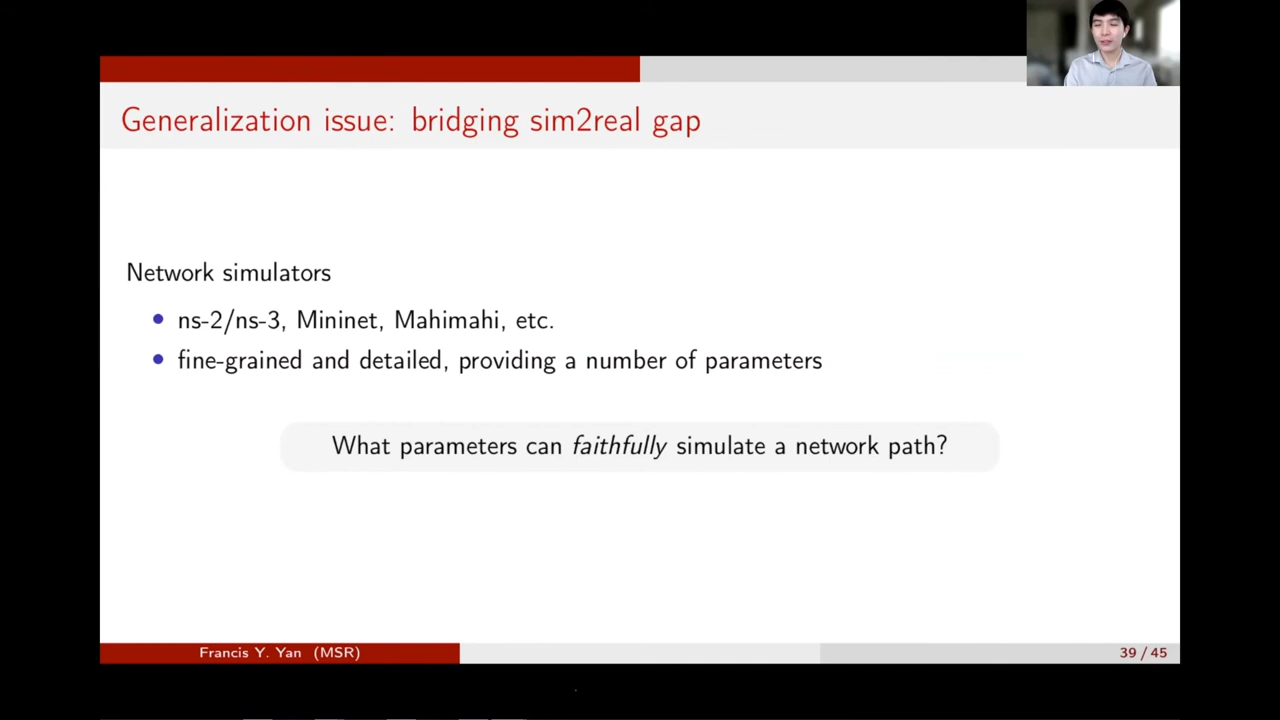 Generalization issue: bridging sim2real gap
Network simulators
ns-2/ns-3, Mininet, Mahimahi, etc.
fine-grained and detailed, providing a number of parameters
What parameters can faithfully simulate a network path?
Francis Y. Yan (MSR)
39 / 45